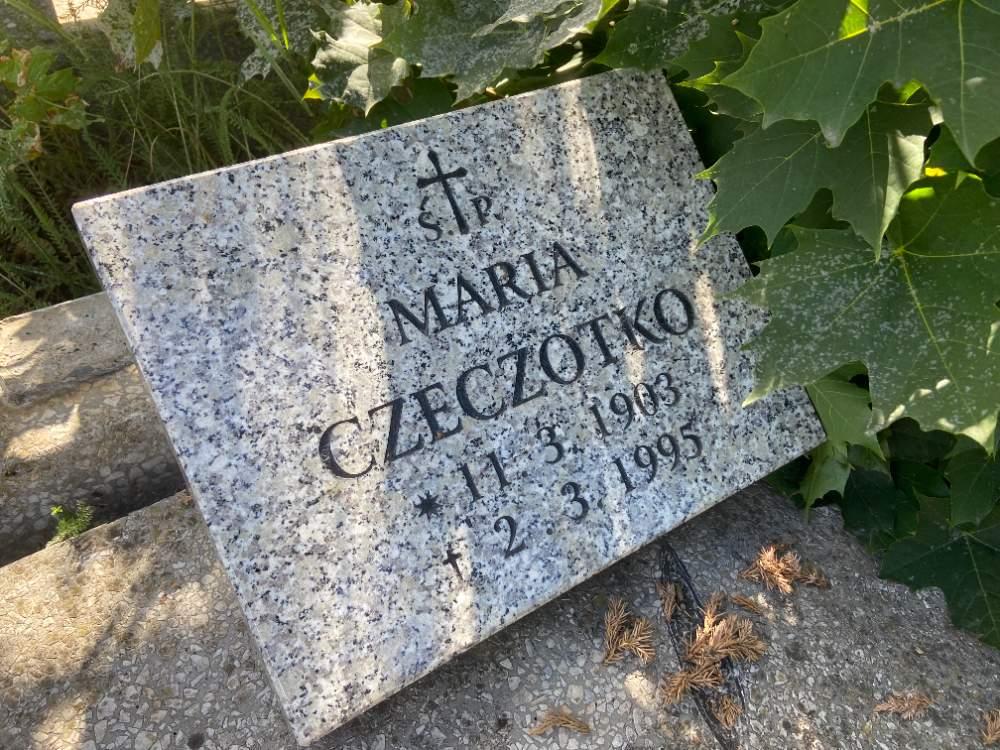 Ś P
MARIA
CZECZOTKO
* 11. 3. 1903
† 2. 3. 1995